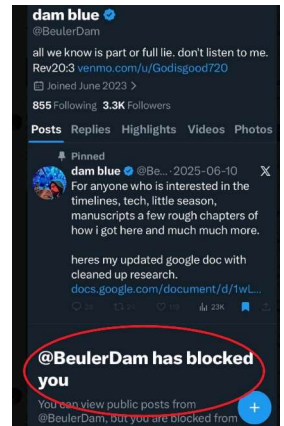 dam blue
@BeulerDam
all we know is part or full lie. don't listen to me.
Rev20:3 venmo.com/u/Godisgood720
Joined June 2023 >
855 Following 3.3K Followers
Posts Replies Highlights Videos Photos
Pinned
dam blue @Be... · 2025-06-10
For anyone who is interested in the
timelines, tech, little season,
manuscripts a few rough chapters of
how i got here and much much more.
heres my updated google doc with
cleaned up research.
docs.google.com/document/d/1wL...
23K
@BeulerDam has blocked
you
You can view public posts from
@BeulerDam, but you are blocked from